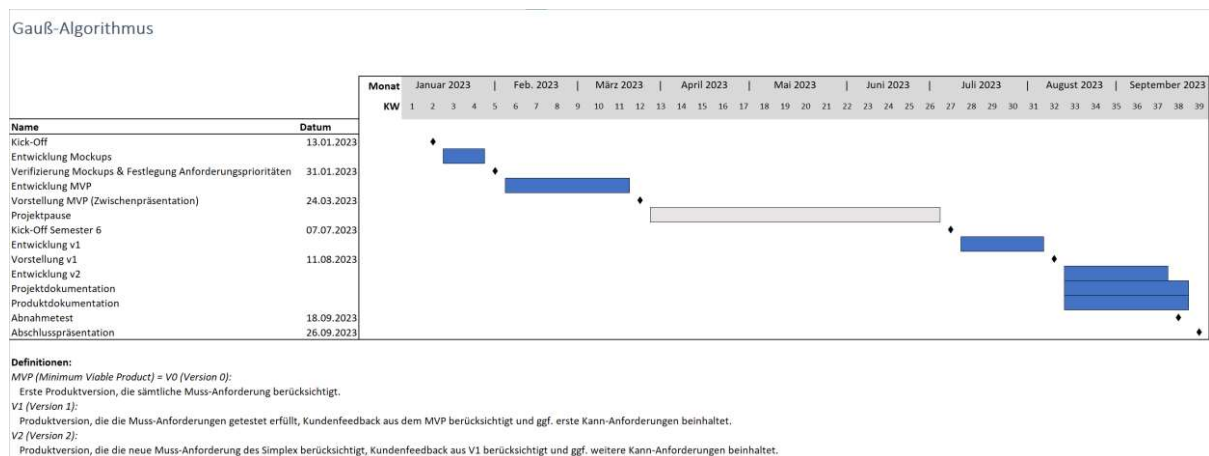 Gauß-Algorithmus
Monat Januar 2023 | Feb. 2023 | März 2023 | April 2023 | Mai 2023 | Juni 2023 | Juli 2023 | August 2023 | September 2023
KW 1 2 3 4 5 6 7 8 9 10 11 12 13 14 15 16 17 18 19 20 21 22 23 24 25 26 27 28 29 30 31 32 33 34 35 36 37 38 39
Name Datum
Kick-Off 13.01.2023
Entwicklung Mockups
Verifizierung Mockups & Festlegung Anforderungsprioritäten 31.01.2023
Entwicklung MVP
Vorstellung MVP (Zwischenpräsentation) 24.03.2023
Projektpause
Kick-Off Semester 6 07.07.2023
Entwicklung v1
Vorstellung v1 11.08.2023
Entwicklung v2
Projektdokumentation
Produktdokumentation
Abnahmetest 18.09.2023
Abschlusspräsentation 26.09.2023
Definitionen:
MVP (Minimum Viable Product) = V0 (Version 0):
Erste Produktversion, die sämtliche Muss-Anforderung berücksichtigt.
V1 (Version 1):
Produktversion, die die Muss-Anforderungen getestet erfüllt, Kundenfeedback aus dem MVP berücksichtigt und ggf. erste Kann-Anforderungen beinhaltet.
V2 (Version 2):
Produktversion, die die neue Muss-Anforderung des Simplex berücksichtigt, Kundenfeedback aus V1 berücksichtigt und ggf. weitere Kann-Anforderungen beinhaltet.